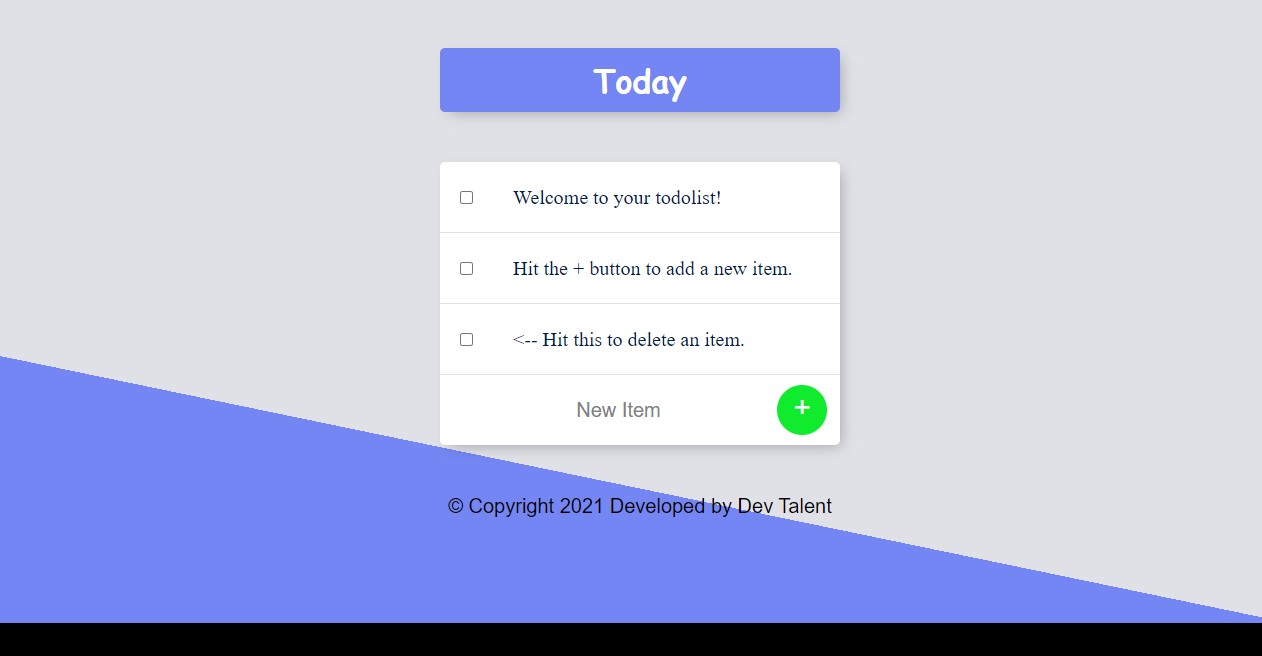 Today
Welcome to your todolist!
Hit the + button to add a new item.
<-- Hit this to delete an item.
New Item +
© Copyright 2021 Developed by Dev Talent